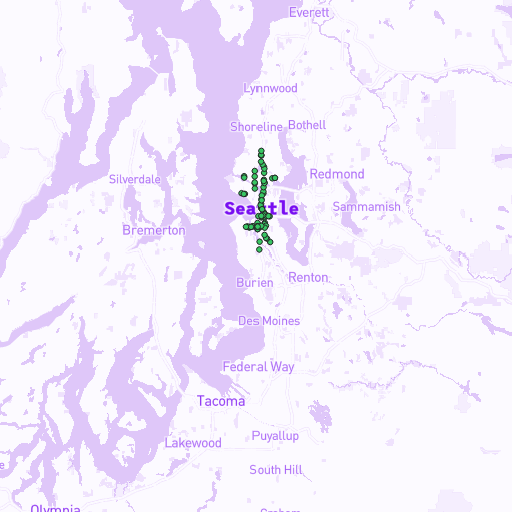 Everett
Lynnwood
Shoreline
Bothell
Redmond
Silverdale
Sammamish
Seattle
Bremerton
Renton
Burien
Des Moines
Federal Way
Tacoma
Puyallup
Lakewood
South Hill
Olympia
Graham